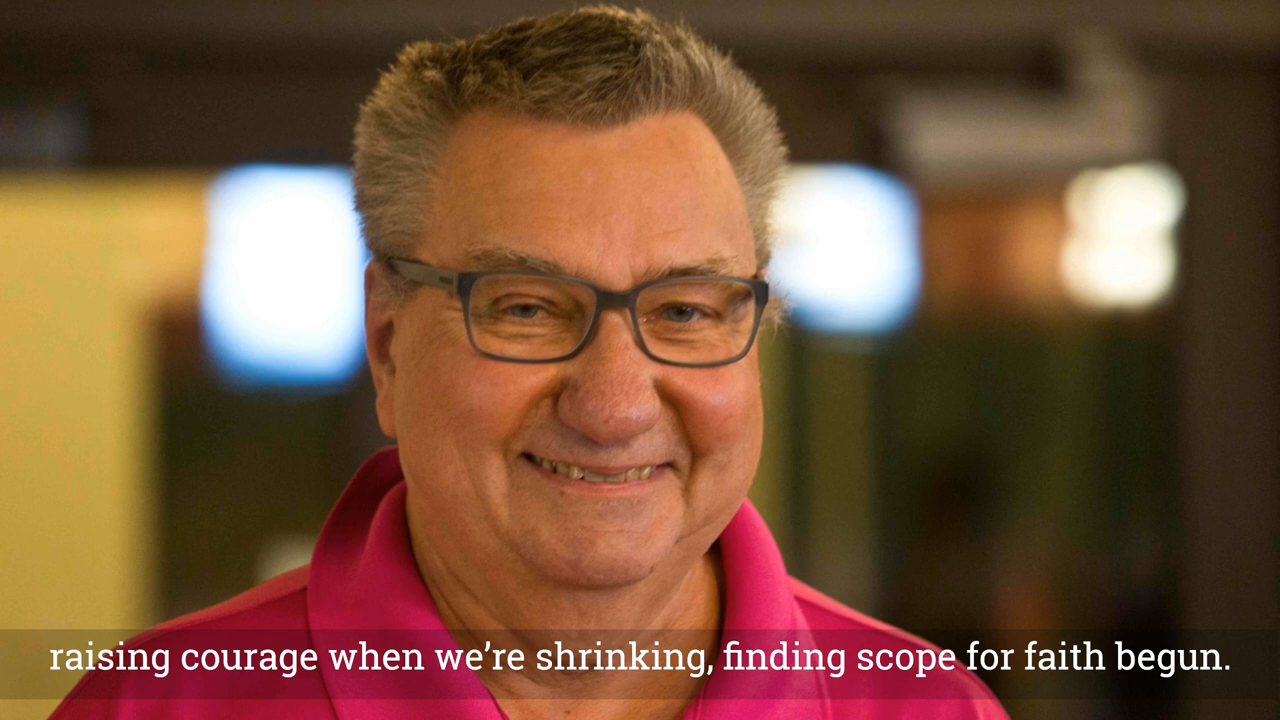 raising courage when we’re shrinking, finding scope for faith begun.